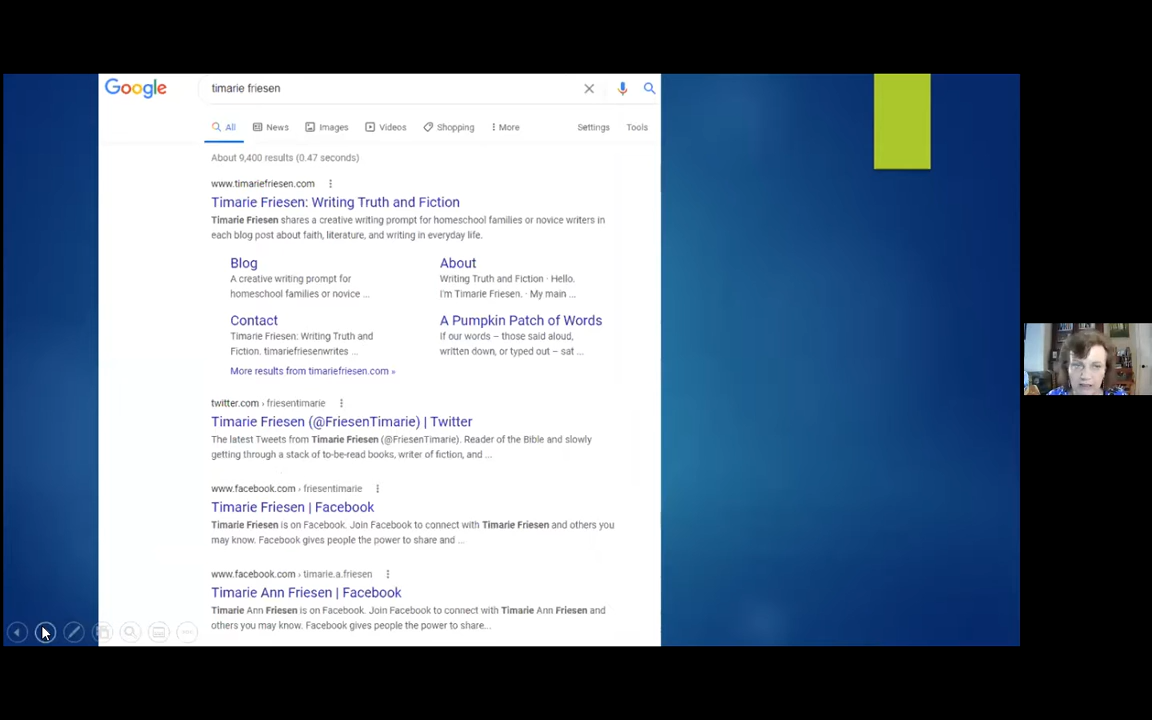 Google
timarie friesen
All
News
Images
Videos
Shopping
More
Settings
Tools
About 9,400 results (0.47 seconds)
www.timariefriesen.com
Timarie Friesen: Writing Truth and Fiction
Timarie Friesen shares a creative writing prompt for homeschool families or novice writers in
each blog post about faith, literature, and writing in everyday life.
Blog
A creative writing prompt for
homeschool families or novice ...
About
Writing Truth and Fiction · Hello.
I'm Timarie Friesen. · My main ...
Contact
Timarie Friesen: Writing Truth and
Fiction. timariefriesenwrites ...
A Pumpkin Patch of Words
If our words – those said aloud,
written down, or typed out – sat ...
More results from timariefriesen.com »
twitter.com › friesentimarie
Timarie Friesen (@FriesenTimarie) | Twitter
The latest Tweets from Timarie Friesen (@FriesenTimarie). Reader of the Bible and slowly
getting through a stack of to-be-read books, writer of fiction, and ...
www.facebook.com › friesentimarie
Timarie Friesen | Facebook
Timarie Friesen is on Facebook. Join Facebook to connect with Timarie Friesen and others you
may know. Facebook gives people the power to share and ...
www.facebook.com › timarie.a.friesen
Timarie Ann Friesen | Facebook
Timarie Ann Friesen is on Facebook. Join Facebook to connect with Timarie Ann Friesen and
others you may know. Facebook gives people the power to share...